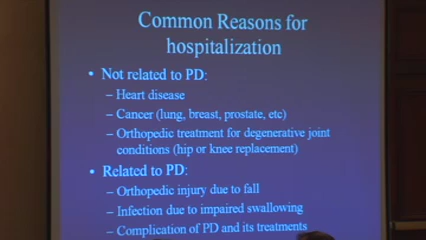 Common Reasons for
hospitalization
• Not related to PD:
– Heart disease
– Cancer (lung, breast, prostate, etc)
– Orthopedic treatment for degenerative joint
conditions (hip or knee replacement)
• Related to PD:
– Orthopedic injury due to fall
– Infection due to impaired swallowing
– Complication of PD and its treatments